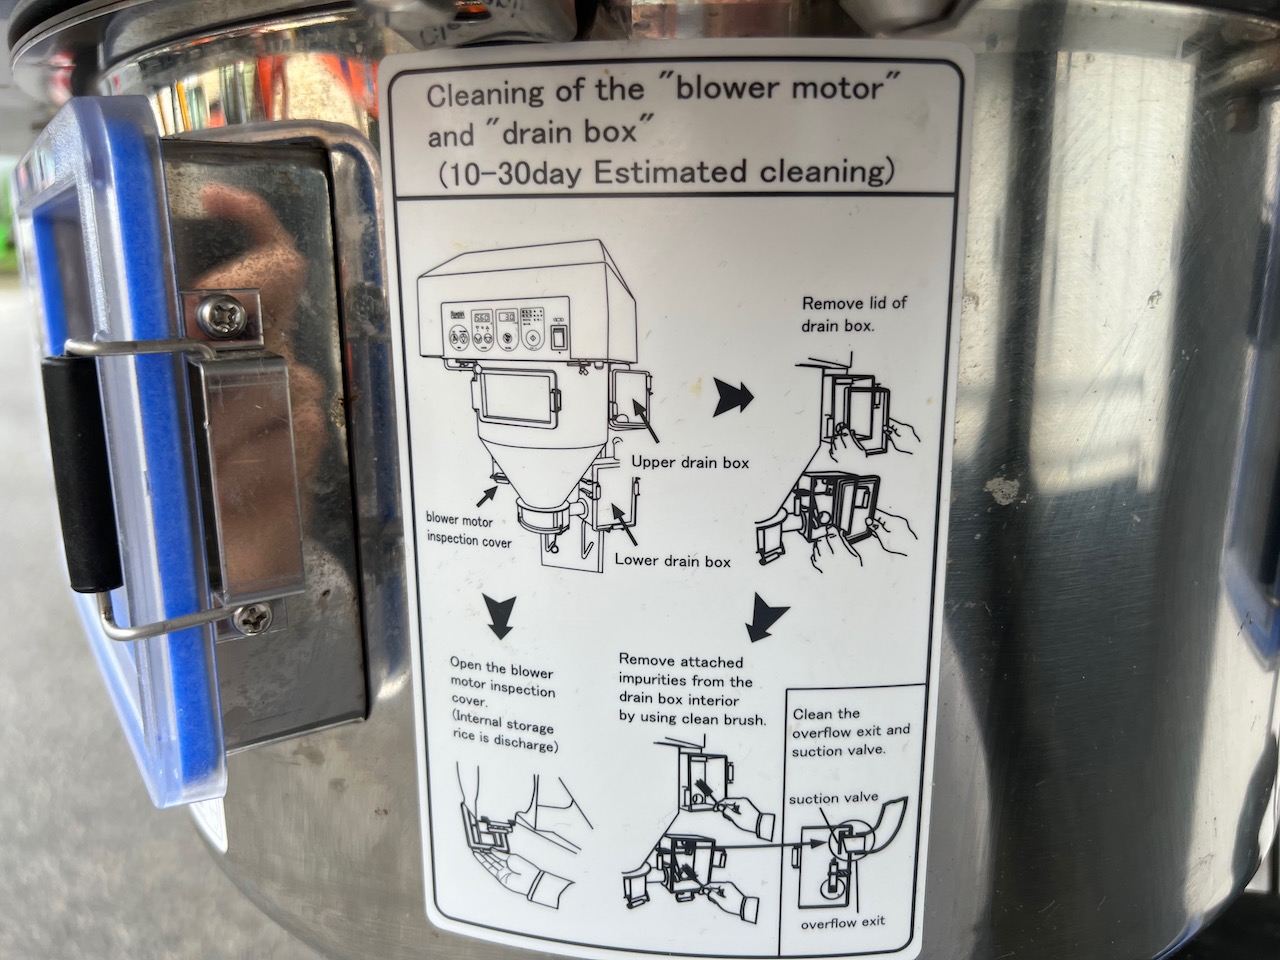 Cleaning of the "blower motor"
and "drain box"
(10-30day Estimated cleaning)
Remove lid of
drain box.
Upper drain box
blower motor
inspection cover
Lower drain box
Open the blower
motor inspection
cover.
(Internal storage
rice is discharge)
Remove attached
impurities from the
drain box interior
by using clean brush.
Clean the
overflow exit and
suction valve.
suction valve
overflow exit